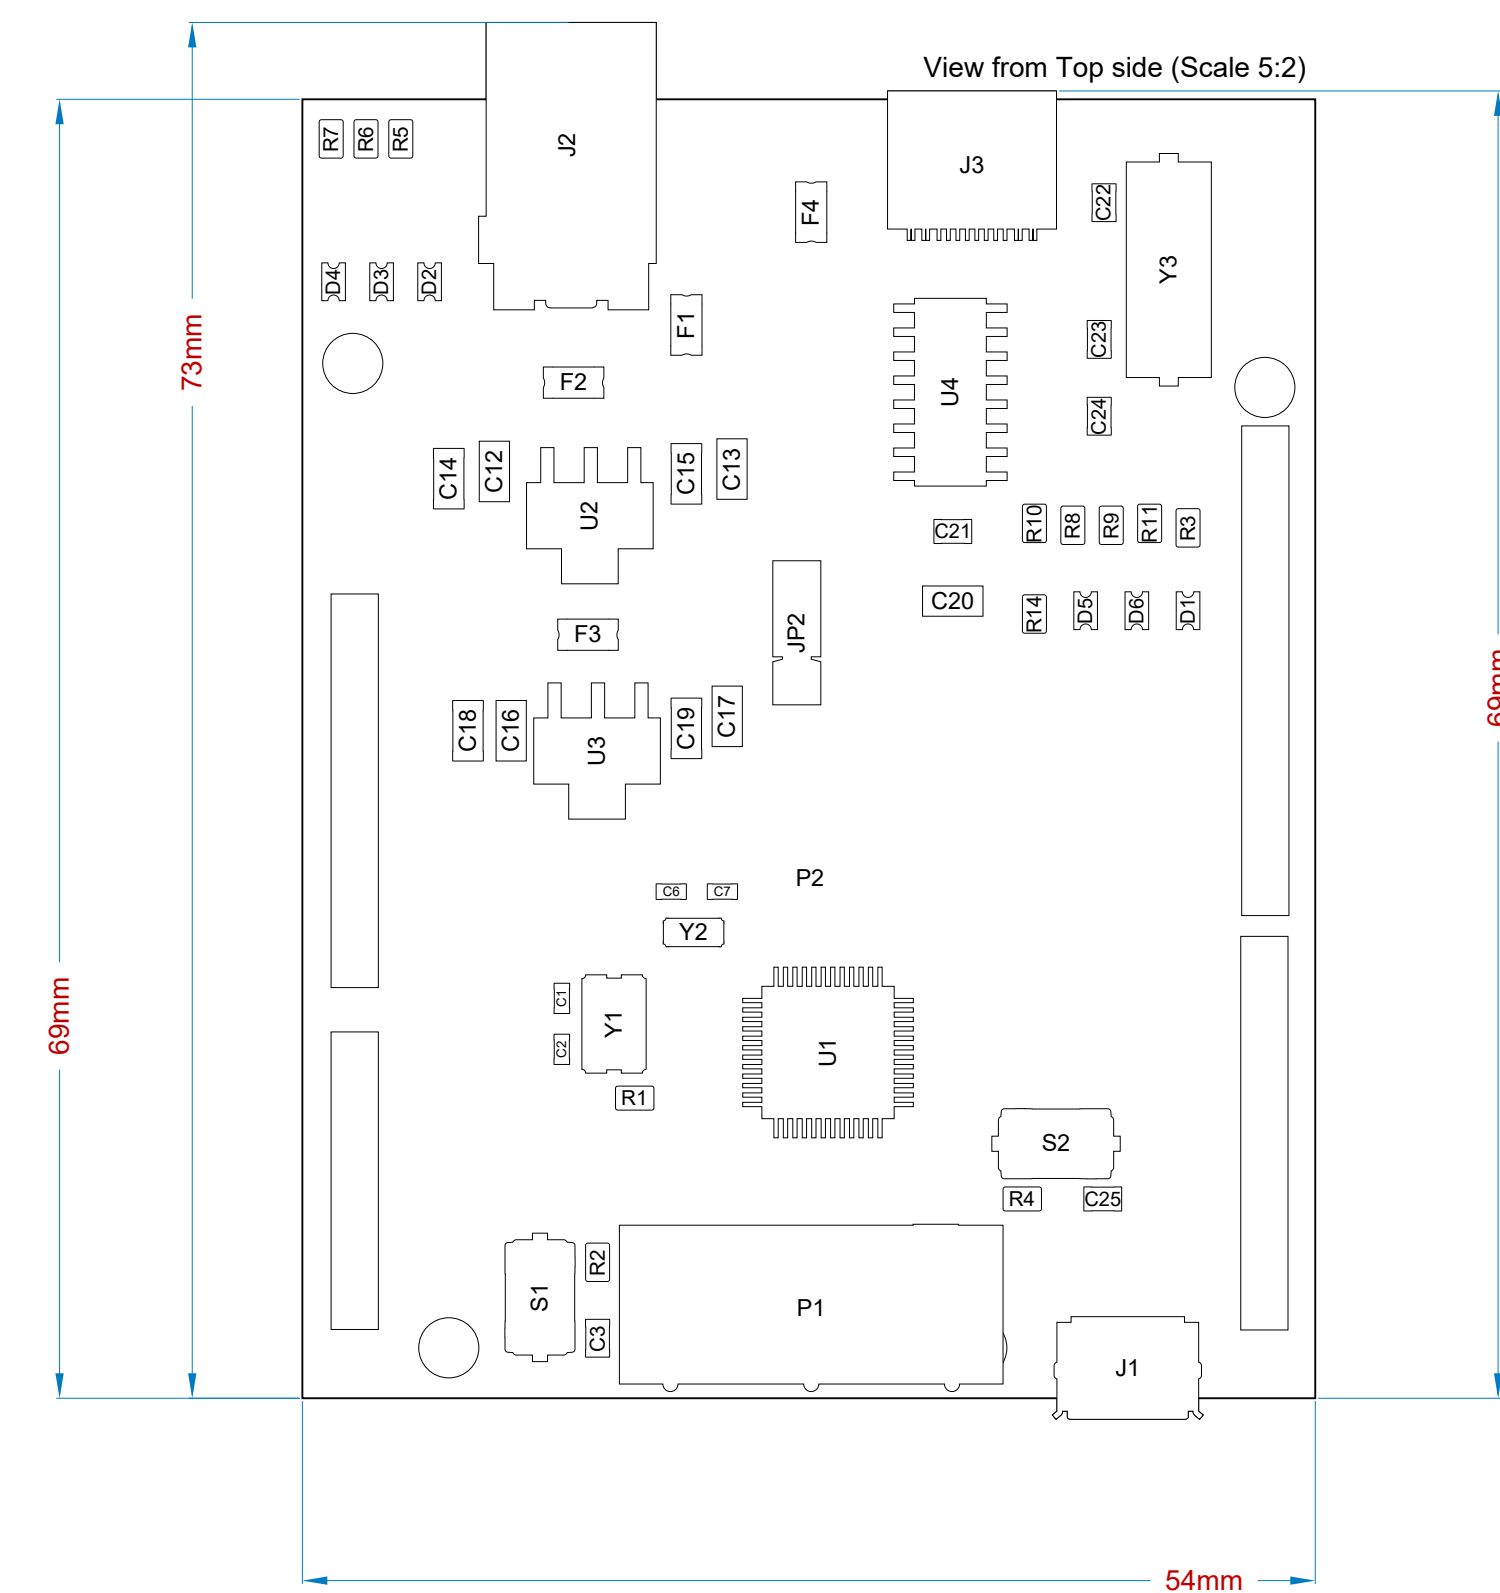 View from Top side (Scale 5:2)
R7 R6 R5
J2
J3
F4
C22
Y3
D4 D3 D2
F1
C23
73mm
F2
U4
C24
C14 C12
C15 C13
U2
C21
R10 R8 R9 R11 R3
C20
R14 D5 D6 D1
F3
JP2
69mm
C18 C16
C19 C17
U3
P2
C6 C7
Y2
C1
Y1
69mm
C2
U1
R1
S2
R4 C25
R2
S1
P1
C3
J1
54mm